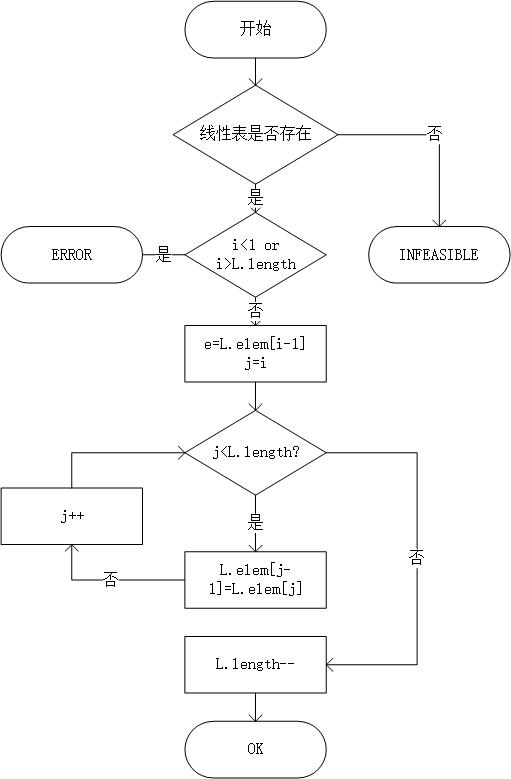 开始
线性表是否存在
否
是
ERROR
是
i<1 or
i>L.length
INFEASIBLE
否
e=L.elem[i-1]
j=i
j<L.length?
j++
是
否
否
L.elem[j-
1]=L.elem[j]
L.length--
OK